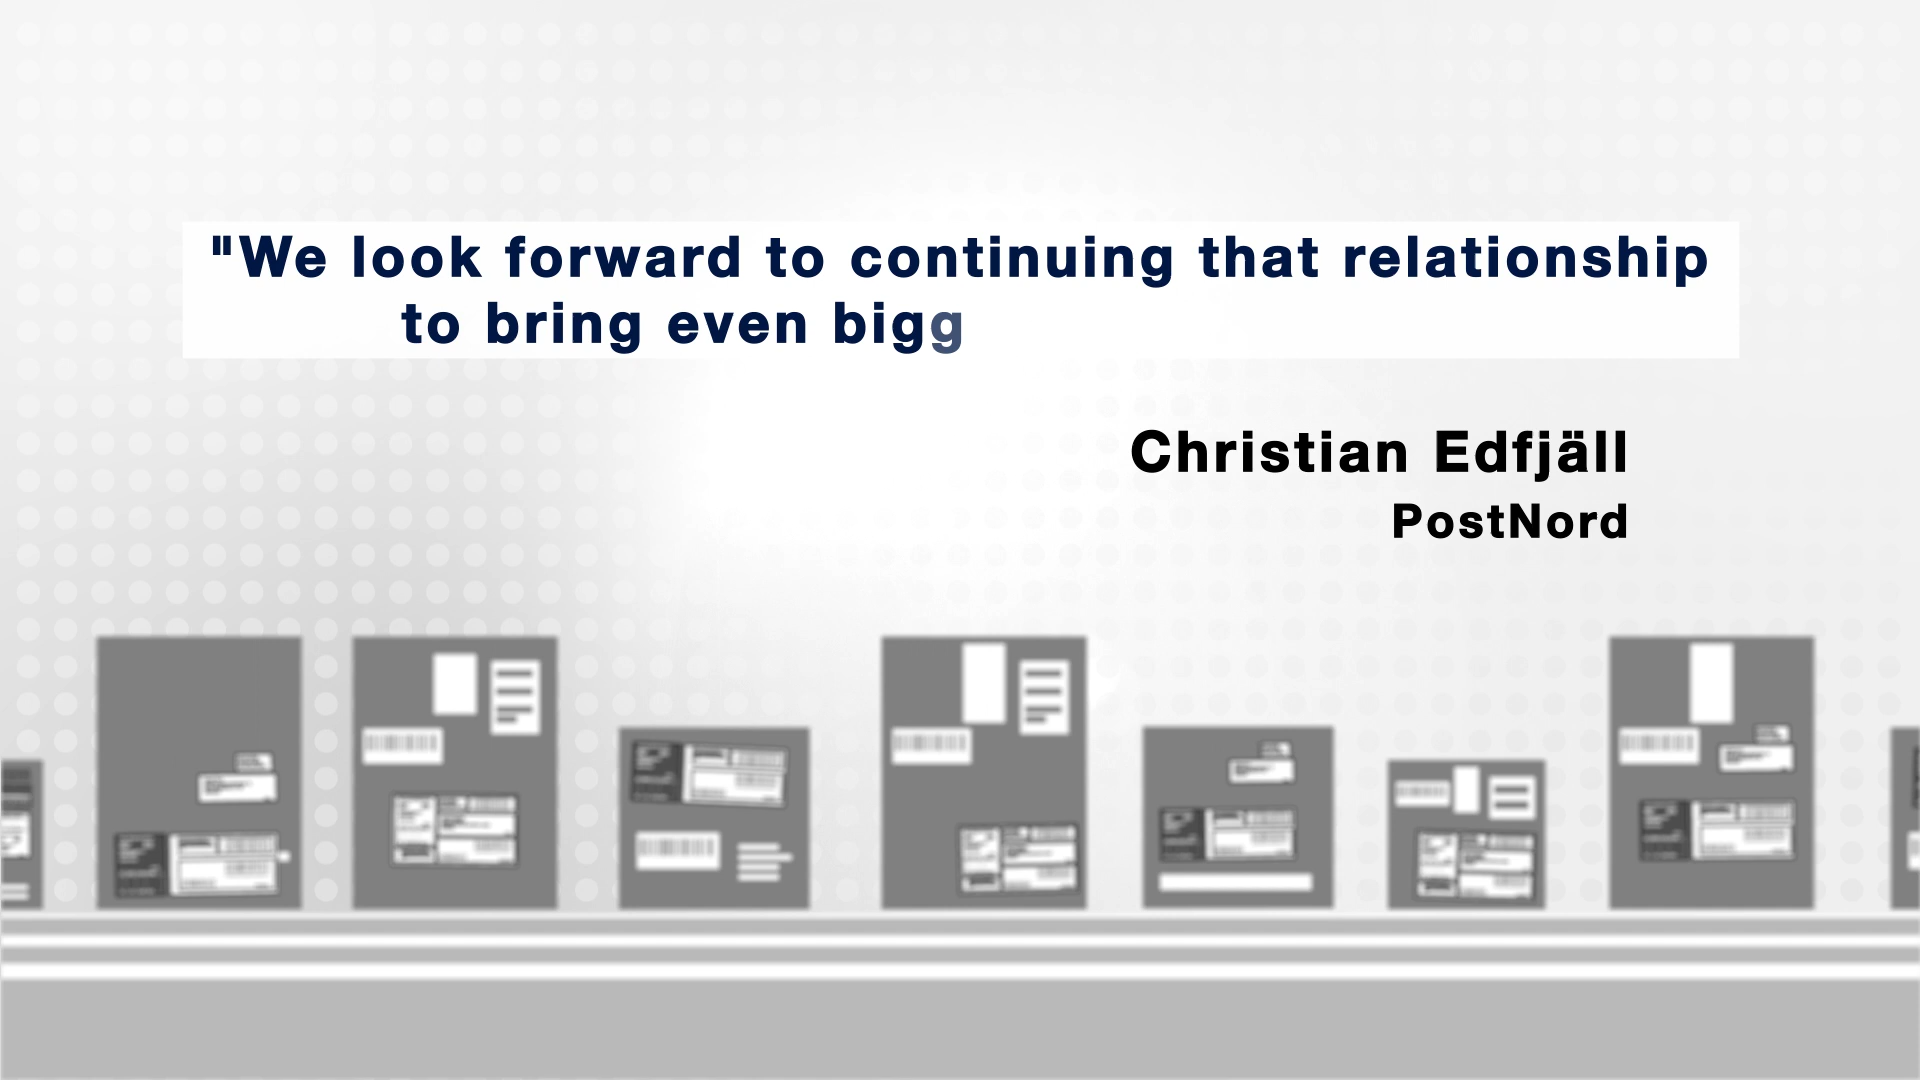 "We look forward to continuing that relationship
to bring even bigg
Christian Edfjäll
PostNord